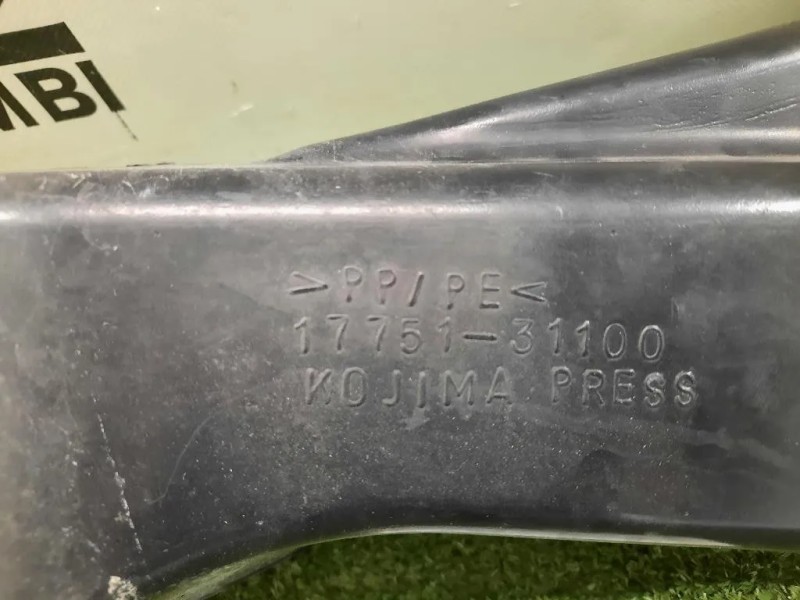 MBI
>PP/PE<
17751-31100
KOJIMA PRESS